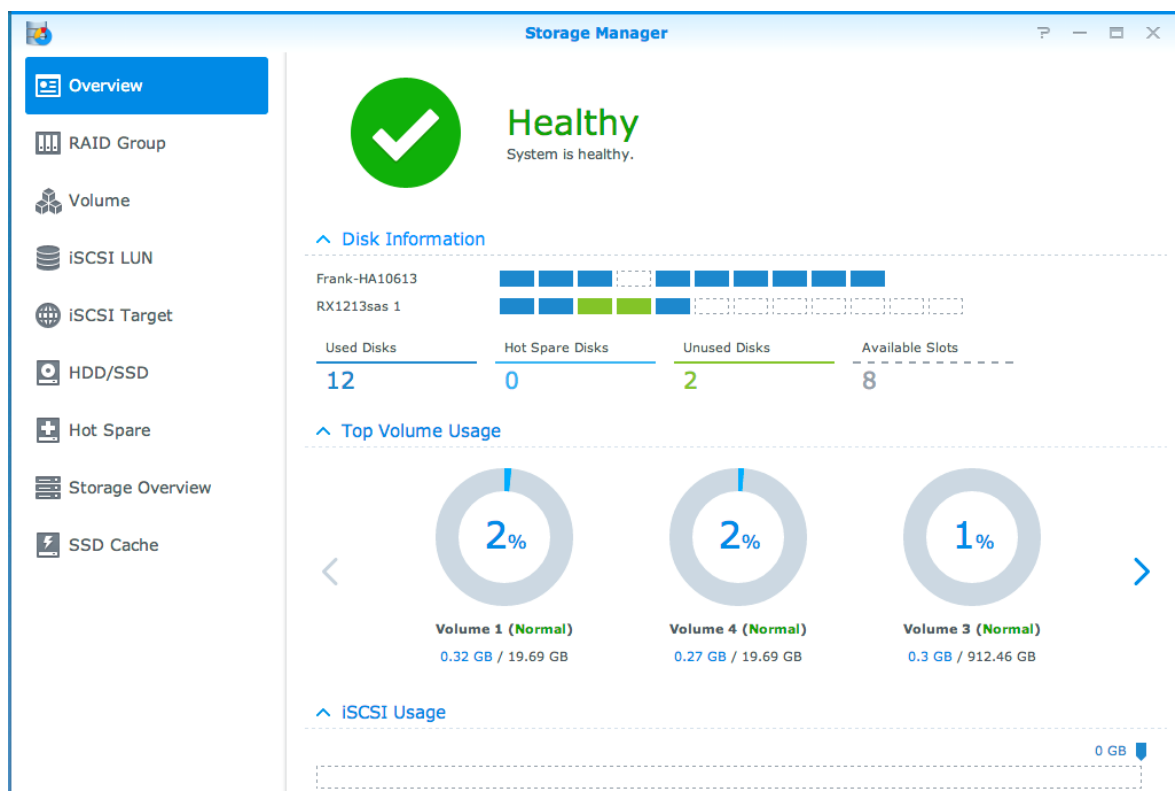 Storage Manager
Overview
RAID Group
Volume
iSCSI LUN
iSCSI Target
HDD/SSD
Hot Spare
Storage Overview
SSD Cache
Healthy
System is healthy.
Disk Information
Frank-HA10613
RX1213sas 1
Used Disks Hot Spare Disks Unused Disks Available Slots
12 0 2 8
Top Volume Usage
2% 2% 1%
Volume 1 (Normal) Volume 4 (Normal) Volume 3 (Normal)
0.32 GB / 19.69 GB 0.27 GB / 19.69 GB 0.3 GB / 912.46 GB
iSCSI Usage
0 GB